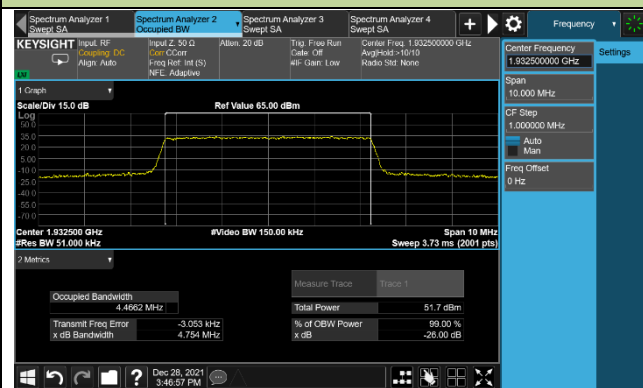 Spectrum Analyzer 1
Swept SA
Spectrum Analyzer 2
Occupied BW
Spectrum Analyzer 3
Swept SA
Spectrum Analyzer 4
Swept SA
Frequency
KEYSIGHT
Input: RF
Coupling: DC
Align: Auto
Input Z: 50 Ω
Corr CCorr
Freq Ref: Int (S)
NFE: Adaptive
Atten: 20 dB
Trig: Free Run
Gate: Off
#IF Gain: Low
Center Freq: 1.932500000 GHz
Avg|Hold:>10/10
Radio Std: None
LM
Center Frequency
1.932500000 GHz
Settings
Span
10.000 MHz
CF Step
1.000000 MHz
Auto
Man
Freq Offset
0 Hz
1 Graph
Scale/Div 15.0 dB
Ref Value 65.00 dBm
Log
50.0
35.0
20.0
5.00
-10.0
-25.0
-40.0
-55.0
-70.0
Center 1.932500 GHz
#Video BW 150.00 kHz
Span 10 MHz
#Res BW 51.000 kHz
Sweep 3.73 ms (2001 pts)
2 Metrics
Measure Trace
Trace 1
Occupied Bandwidth
4.4662 MHz
Total Power
51.7 dBm
Transmit Freq Error
-3.053 kHz
% of OBW Power
99.00 %
x dB Bandwidth
4.754 MHz
x dB
-26.00 dB
Dec 28, 2021
3:46:57 PM